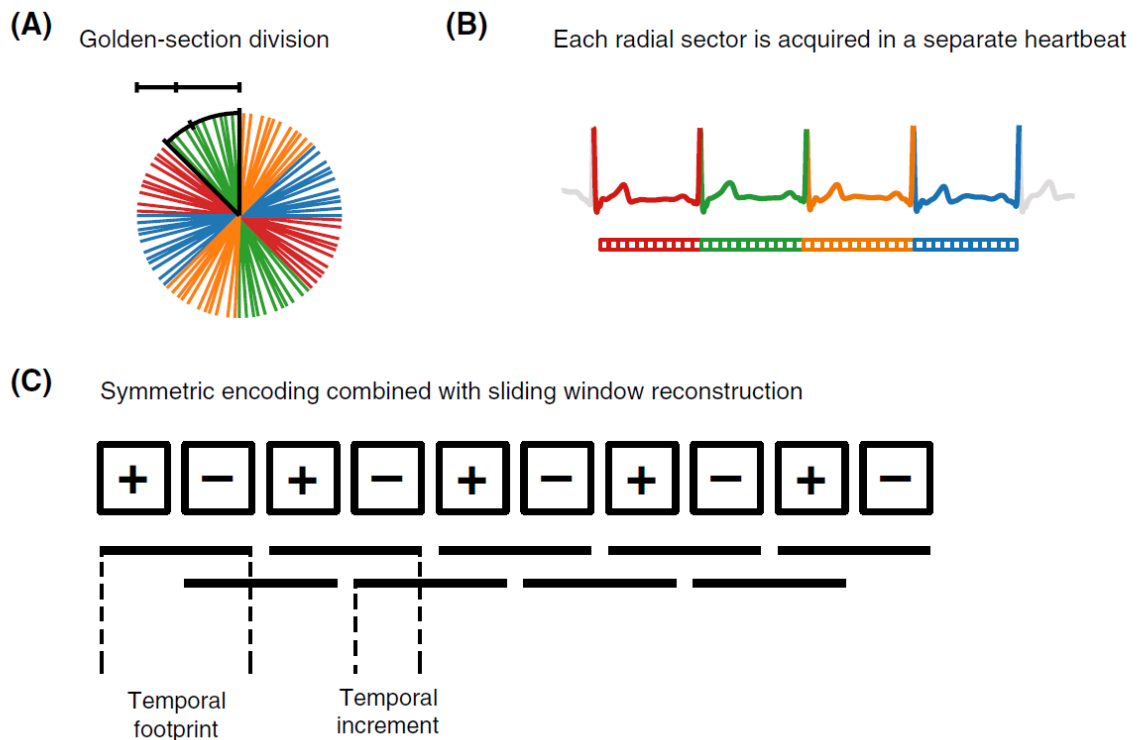 (A)
Golden-section division
(B)
Each radial sector is acquired in a separate heartbeat
(C)
Symmetric encoding combined with sliding window reconstruction
+ − + − + − + − + −
Temporal
footprint
Temporal
increment